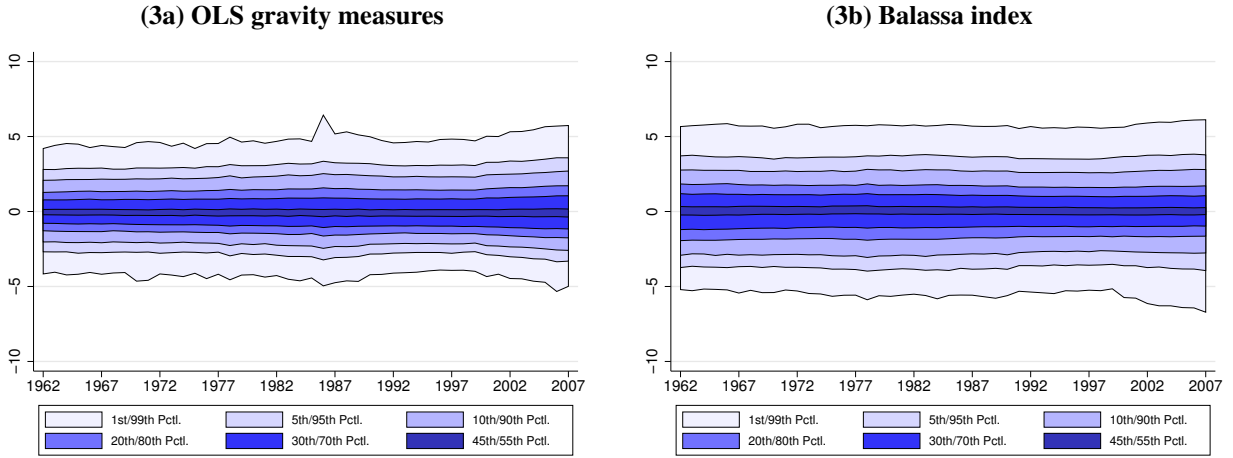 (3a) OLS gravity measures
10
5
0
−5
−10
1962 1967 1972 1977 1982 1987 1992 1997 2002 2007
1st/99th Pctl. 5th/95th Pctl. 10th/90th Pctl.
20th/80th Pctl. 30th/70th Pctl. 45th/55th Pctl.
(3b) Balassa index
10
5
0
−5
−10
1962 1967 1972 1977 1982 1987 1992 1997 2002 2007
1st/99th Pctl. 5th/95th Pctl. 10th/90th Pctl.
20th/80th Pctl. 30th/70th Pctl. 45th/55th Pctl.